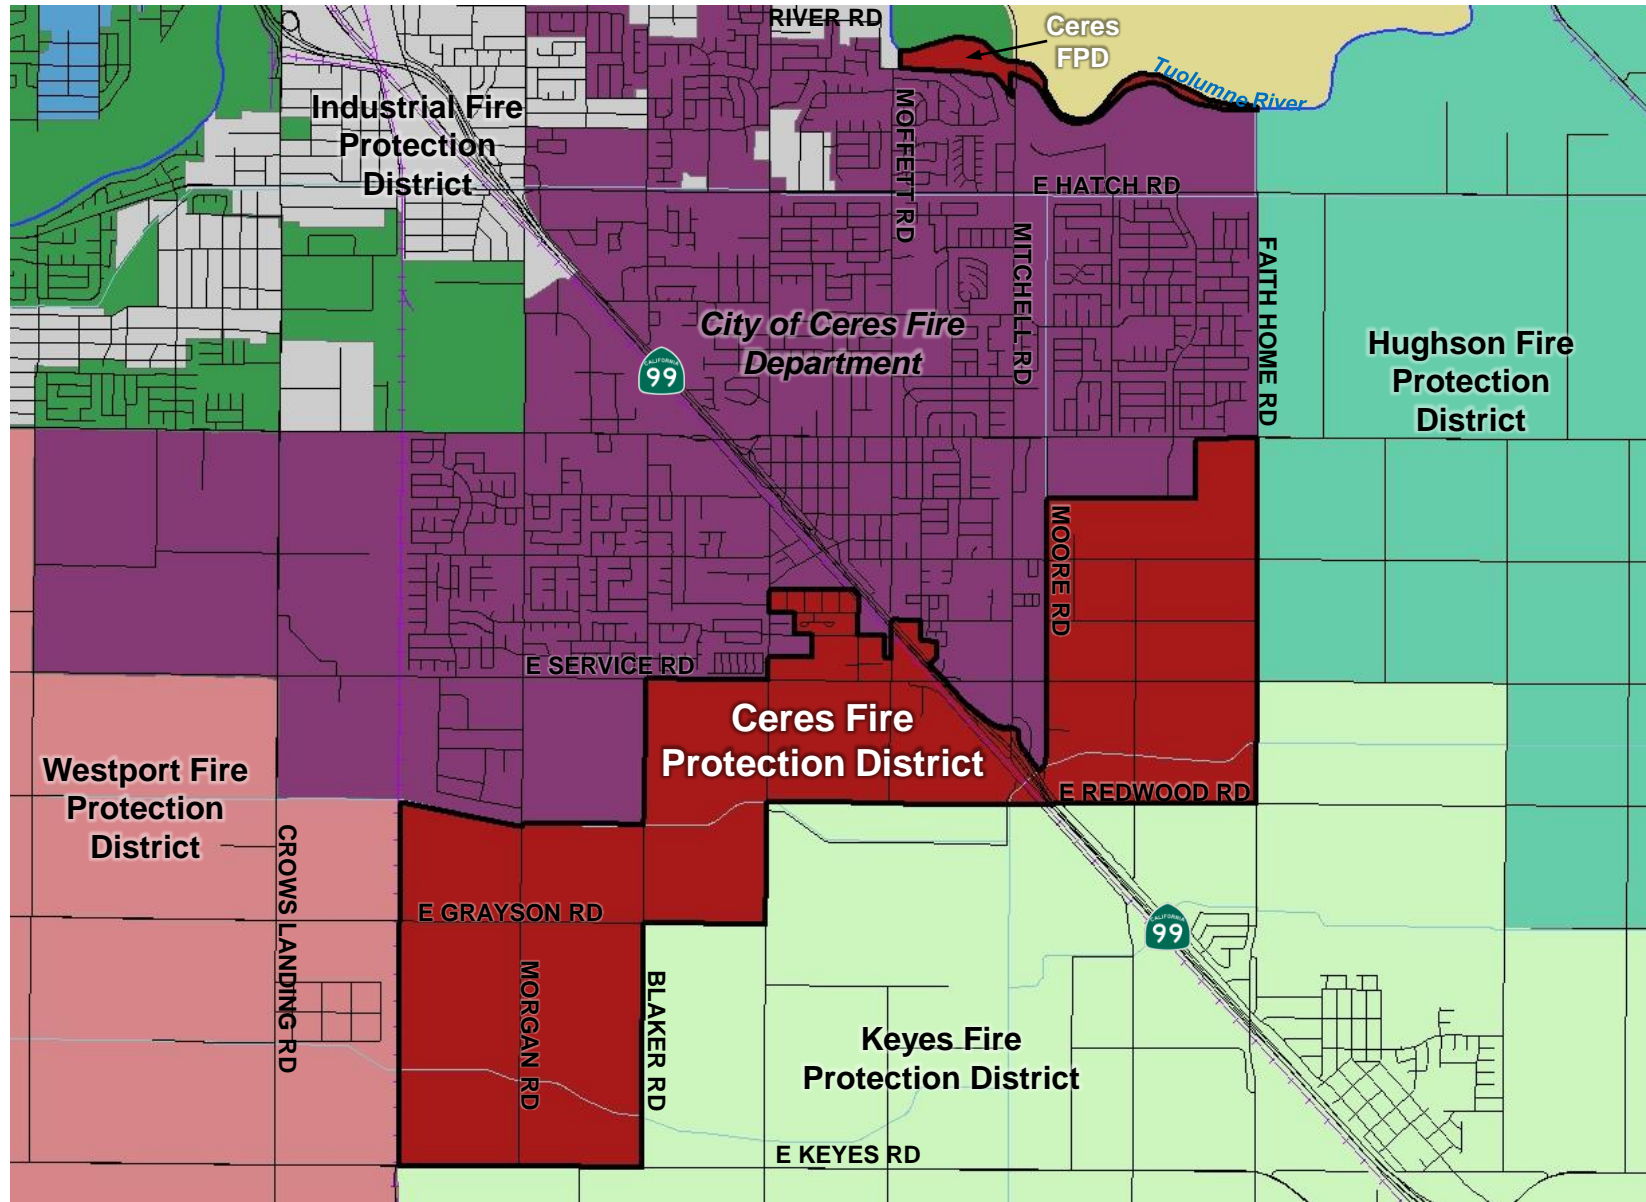 RIVER RD
Ceres
FPD
Tuolumne River
Industrial Fire
Protection
District
MOFFETT RD
E HATCH RD
MITCHELL RD
FAITH HOME RD
City of Ceres Fire
Department
CALIFORNIA
99
Hughson Fire
Protection
District
MOORE RD
E SERVICE RD
Ceres Fire
Protection District
Westport Fire
Protection
District
E REDWOOD RD
CROWS LANDING RD
E GRAYSON RD
MORGAN RD
BLAKER RD
CALIFORNIA
99
Keyes Fire
Protection District
E KEYES RD